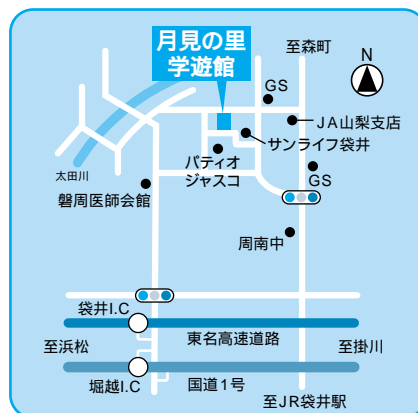 月見の里
学遊館
至森町
N
GS
JA山梨支店
サンライフ袋井
パティオ
ジャスコ
太田川
磐周医師会館
GS
周南中
袋井I.C
東名高速道路
至浜松
至掛川
堀越I.C
国道1号
至JR袋井駅